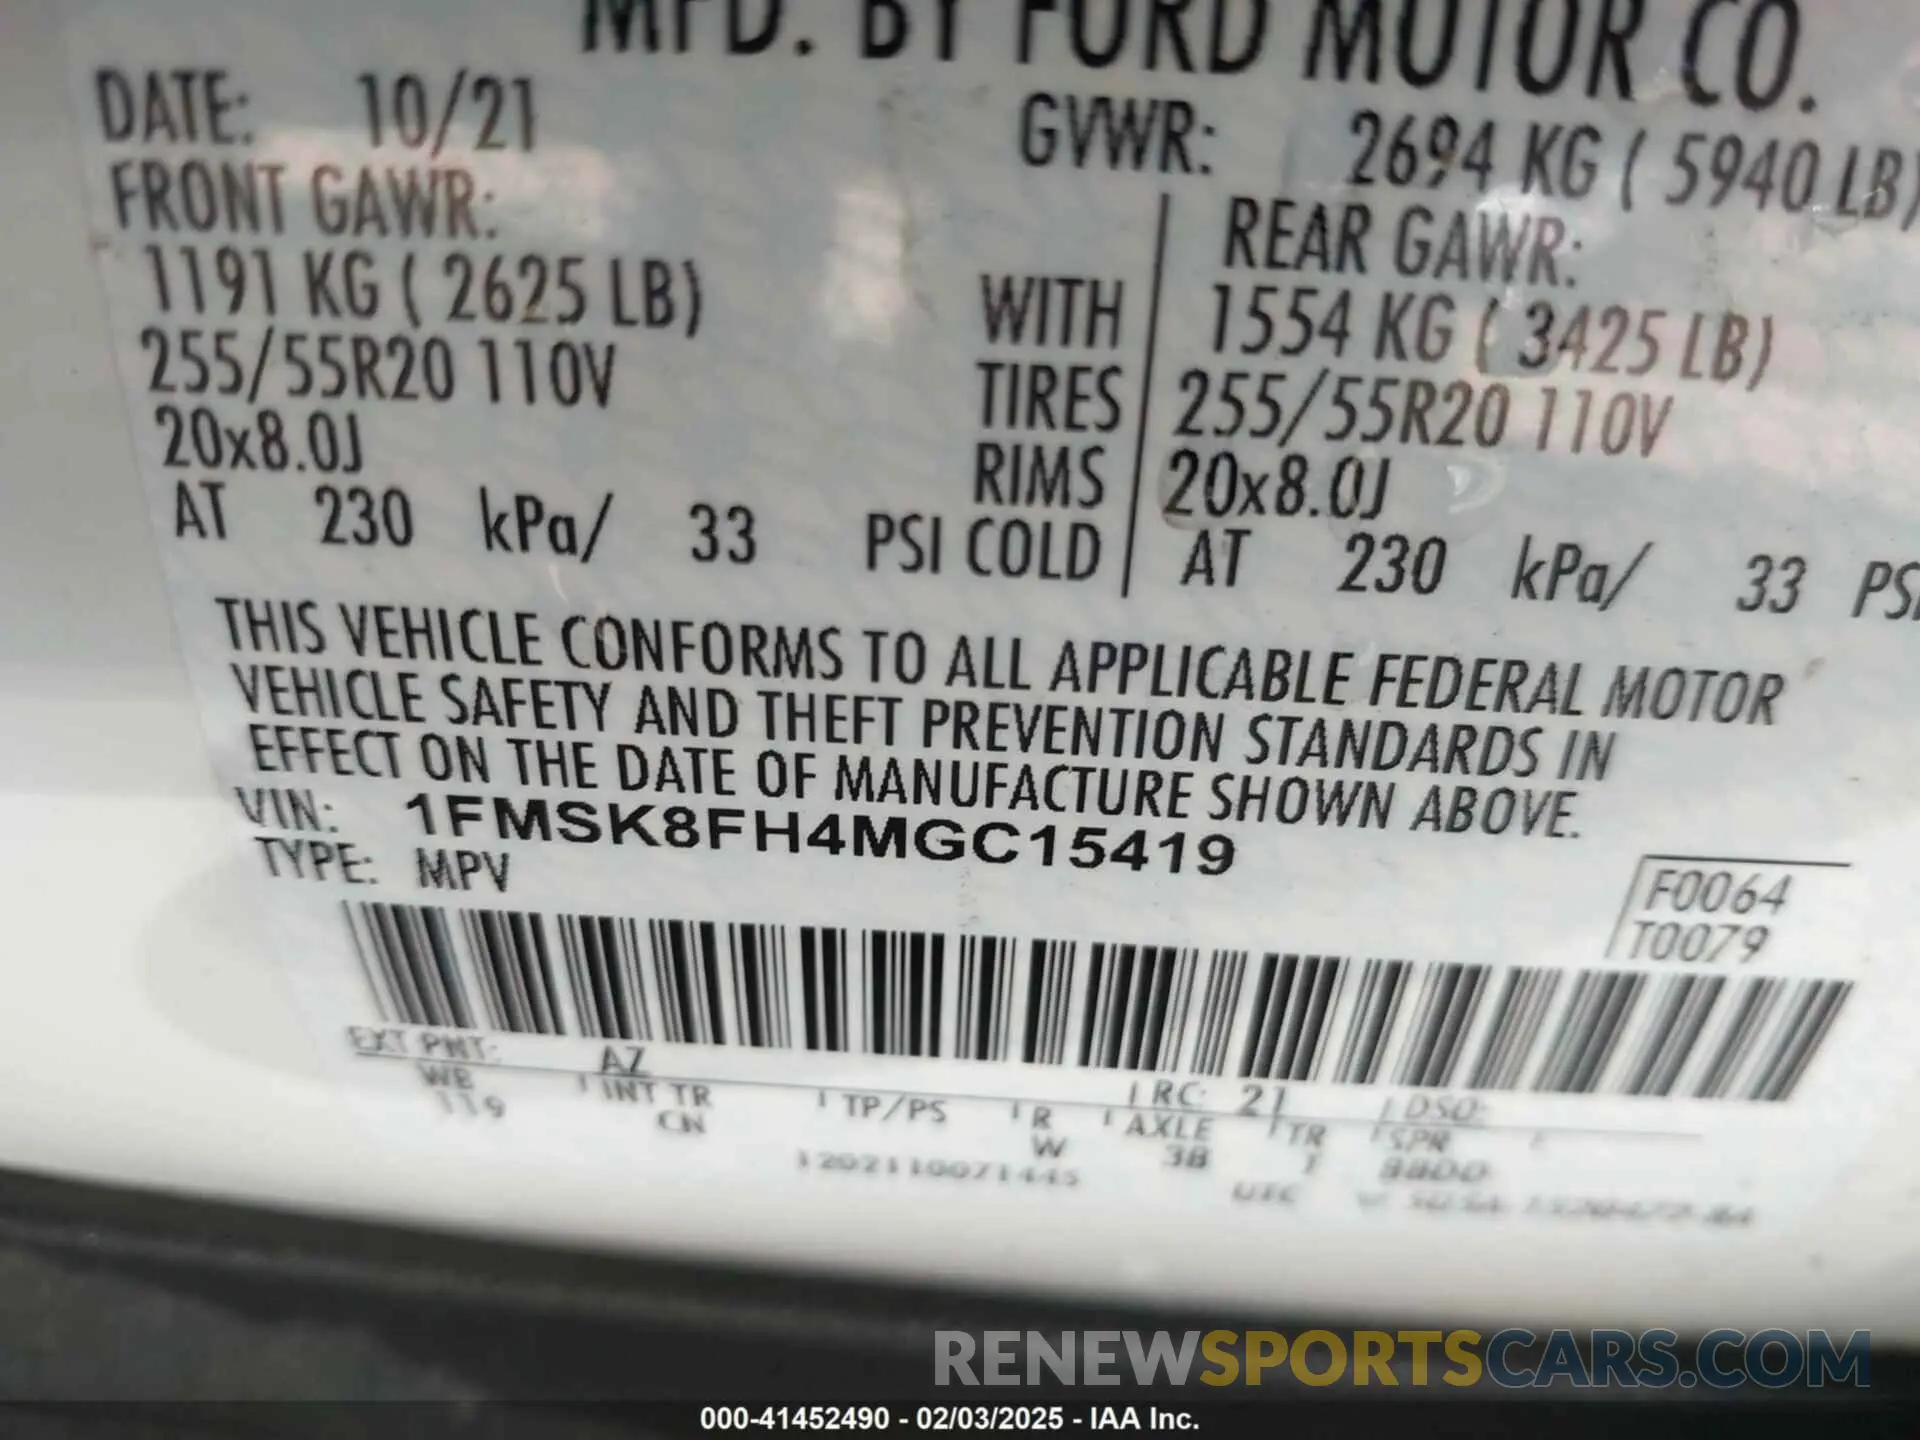 MFD. BY FORD MOTOR CO.
DATE: 10/21 GVWR: 2694 KG ( 5940 LB)
FRONT GAWR: REAR GAWR:
1191 KG ( 2625 LB) WITH 1554 KG ( 3425 LB)
255/55R20 110V TIRES 255/55R20 110V
20x8.0J RIMS 20x8.0J
AT 230 kPa/ 33 PSI COLD AT 230 kPa/ 33 PSI
THIS VEHICLE CONFORMS TO ALL APPLICABLE FEDERAL MOTOR
VEHICLE SAFETY AND THEFT PREVENTION STANDARDS IN
EFFECT ON THE DATE OF MANUFACTURE SHOWN ABOVE.
VIN: 1FMSK8FH4MGC15419
TYPE: MPV
F0064
T0079
EXT PNT: AZ RC: 21 DSO:
WB INT TR TP/PS R AXLE TR SPR
119 CN W 3B
1202110071445 UTC
RENEWSPORTSCARS.COM
000-41452490 - 02/03/2025 - IAA Inc.